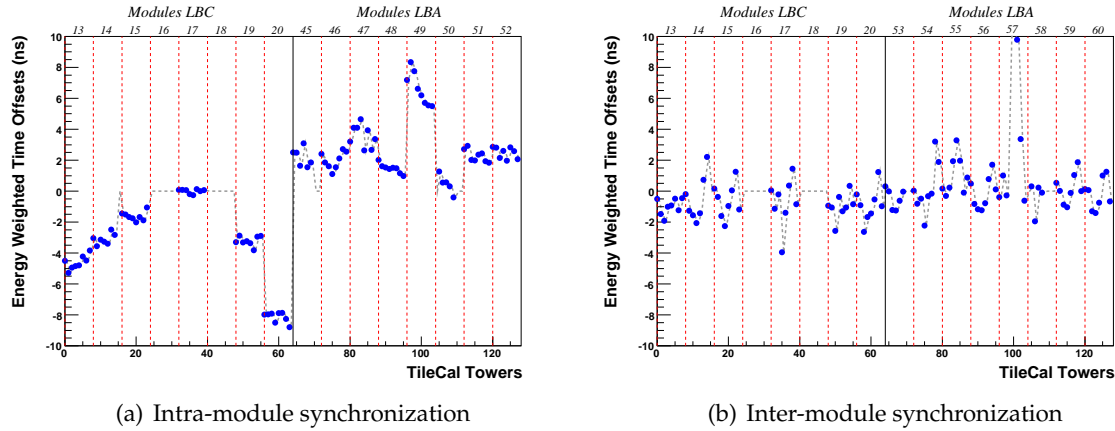 Modules LBC Modules LBA
13 14 15 16 17 18 19 20 45 46 47 48 49 50 51 52
Energy Weighted Time Offsets (ns)
10
8
6
4
2
0
-2
-4
-6
-8
-10
0 20 40 60 80 100 120
TileCal Towers
(a) Intra-module synchronization
Modules LBC Modules LBA
13 14 15 16 17 18 19 20 53 54 55 56 57 58 59 60
Energy Weighted Time Offsets (ns)
10
8
6
4
2
0
-2
-4
-6
-8
-10
0 20 40 60 80 100 120
TileCal Towers
(b) Inter-module synchronization